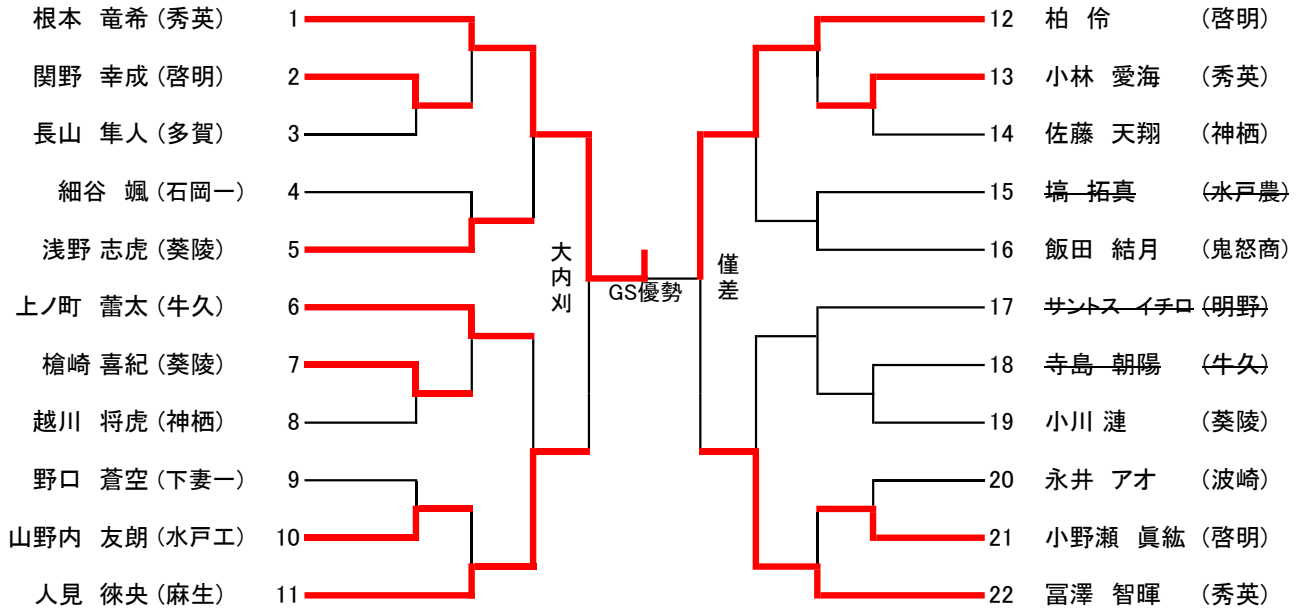 根本 竜希 (秀英) 1
関野 幸成 (啓明) 2
長山 隼人 (多賀) 3
細谷 颯 (石岡一) 4
浅野 志虎 (葵陵) 5
上ノ町 蕾太 (牛久) 6
槍崎 喜紀 (葵陵) 7
越川 将虎 (神栖) 8
野口 蒼空 (下妻一) 9
山野内 友朗 (水戸工) 10
人見 徠央 (麻生) 11
大内刈
GS優勢
僅差
12 柏 伶 (啓明)
13 小林 愛海 (秀英)
14 佐藤 天翔 (神栖)
15 塙 拓真 (水戸農)
16 飯田 結月 (鬼怒商)
17 サントス イチロ (明野)
18 寺島 朝陽 (牛久)
19 小川 漣 (葵陵)
20 永井 アオ (波崎)
21 小野瀬 眞紘 (啓明)
22 冨澤 智暉 (秀英)